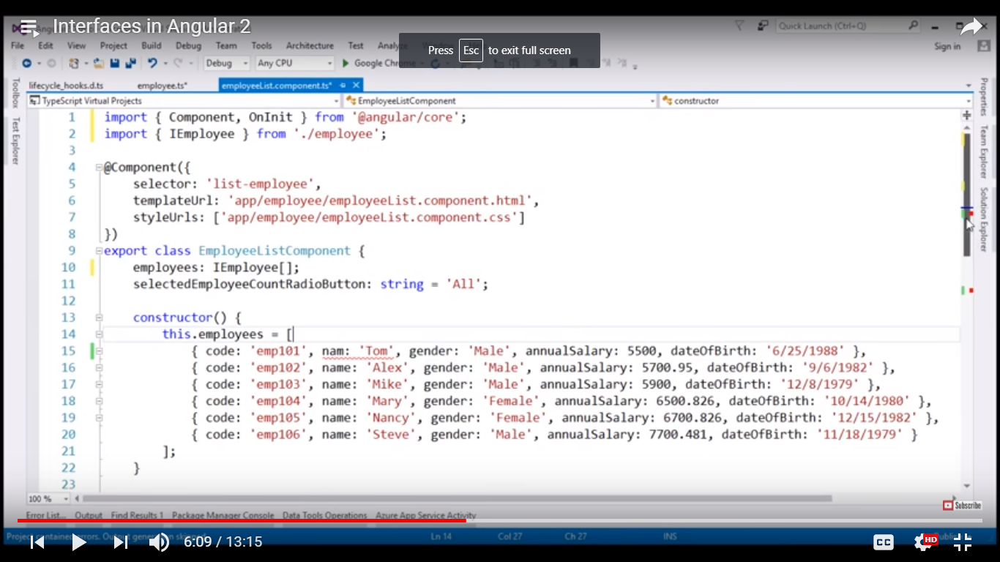 Interfaces in Angular 2
Quick Launch (Ctrl+Q)
File Edit View Project Build Debug Team Tools Architecture Test
Press Esc to exit full screen
Sign in
Debug Any CPU Google Chrome
lifecycle_hooks.d.ts employee.ts* employeeList.component.ts*
TypeScript Virtual Projects EmployeeListComponent constructor
Toolbox
Test Explorer
Properties
Team Explorer
Solution Explorer
1 import { Component, OnInit } from '@angular/core';
2 import { IEmployee } from './employee';
3
4 @Component({
5 selector: 'list-employee',
6 templateUrl: 'app/employee/employeeList.component.html',
7 styleUrls: ['app/employee/employeeList.component.css']
8 })
9 export class EmployeeListComponent {
10 employees: IEmployee[];
11 selectedEmployeeCountRadioButton: string = 'All';
12
13 constructor() {
14 this.employees = [
15 { code: 'emp101', nam: 'Tom', gender: 'Male', annualSalary: 5500, dateOfBirth: '6/25/1988' },
16 { code: 'emp102', name: 'Alex', gender: 'Male', annualSalary: 5700.95, dateOfBirth: '9/6/1982' },
17 { code: 'emp103', name: 'Mike', gender: 'Male', annualSalary: 5900, dateOfBirth: '12/8/1979' },
18 { code: 'emp104', name: 'Mary', gender: 'Female', annualSalary: 6500.826, dateOfBirth: '10/14/1980' },
19 { code: 'emp105', name: 'Nancy', gender: 'Female', annualSalary: 6700.826, dateOfBirth: '12/15/1982' },
20 { code: 'emp106', name: 'Steve', gender: 'Male', annualSalary: 7700.481, dateOfBirth: '11/18/1979' }
21 ];
22 }
23
100 %
Subscribe
Error List... Output Find Results 1 Package Manager Console Data Tools Operations Azure App Service Activity
Ln 14 Col 27 Ch 27 INS
6:09 / 13:15
CC HD